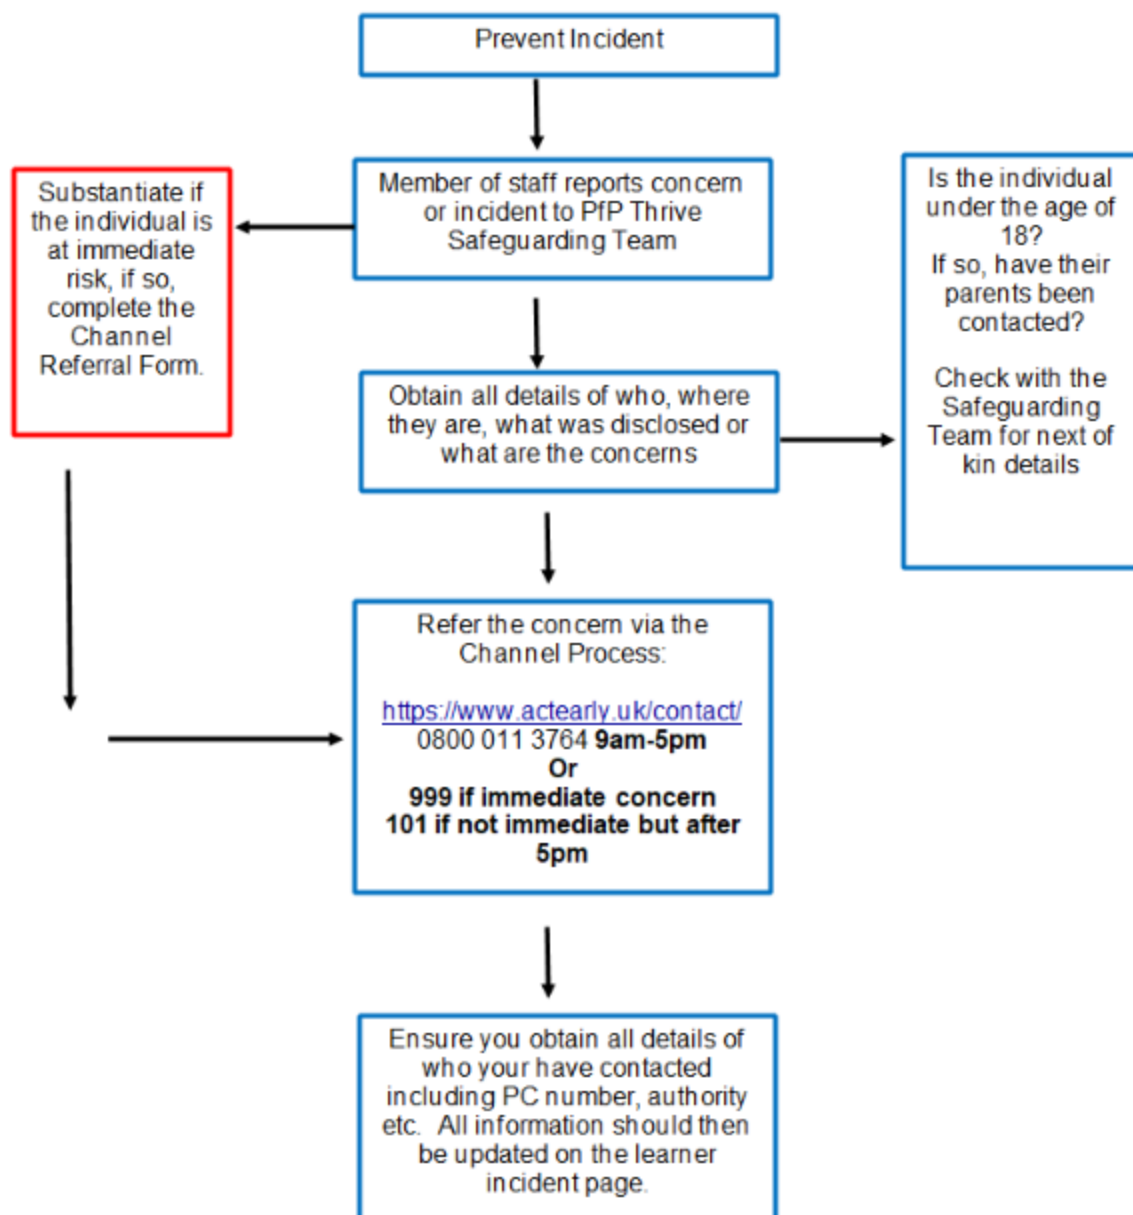 Prevent Incident
Member of staff reports concern
or incident to PfP Thrive
Safeguarding Team
Substantiate if
the individual is
at immediate
risk, if so,
complete the
Channel
Referral Form.
Is the individual
under the age of
18?
If so, have their
parents been
contacted?
Check with the
Safeguarding
Team for next of
kin details
Obtain all details of who, where
they are, what was disclosed or
what are the concerns
Refer the concern via the
Channel Process:
https://www.actearly.uk/contact/
0800 011 3764 9am-5pm
Or
999 if immediate concern
101 if not immediate but after
5pm
Ensure you obtain all details of
who your have contacted
including PC number, authority
etc.  All information should then
be updated on the learner
incident page.